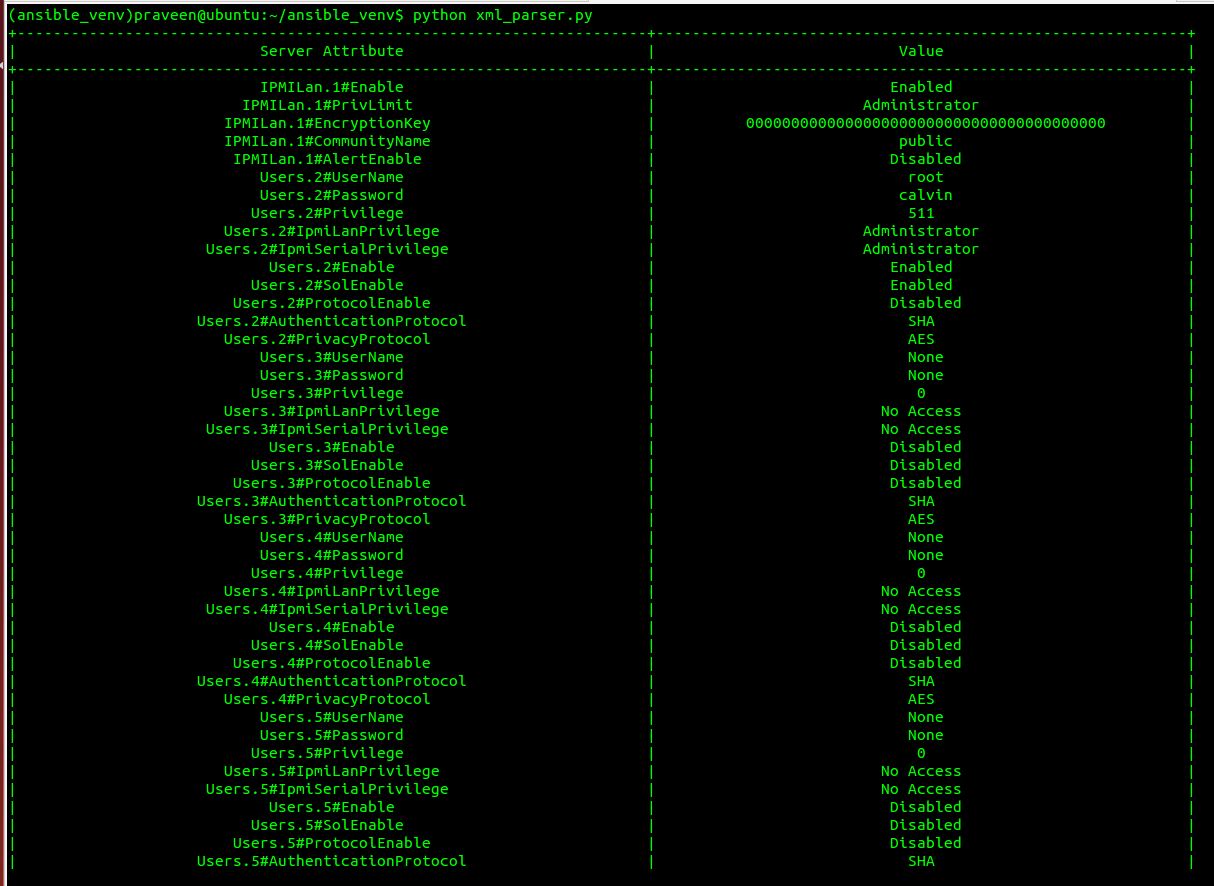 (ansible_venv)praveen@ubuntu:~/ansible_venv$ python xml_parser.py
Server Attribute | Value
IPMILan.1#Enable | Enabled
IPMILan.1#PrivLimit | Administrator
IPMILan.1#EncryptionKey | 0000000000000000000000000000000000000000
IPMILan.1#CommunityName | public
IPMILan.1#AlertEnable | Disabled
Users.2#UserName | root
Users.2#Password | calvin
Users.2#Privilege | 511
Users.2#IpmiLanPrivilege | Administrator
Users.2#IpmiSerialPrivilege | Administrator
Users.2#Enable | Enabled
Users.2#SolEnable | Enabled
Users.2#ProtocolEnable | Disabled
Users.2#AuthenticationProtocol | SHA
Users.2#PrivacyProtocol | AES
Users.3#UserName | None
Users.3#Password | None
Users.3#Privilege | 0
Users.3#IpmiLanPrivilege | No Access
Users.3#IpmiSerialPrivilege | No Access
Users.3#Enable | Disabled
Users.3#SolEnable | Disabled
Users.3#ProtocolEnable | Disabled
Users.3#AuthenticationProtocol | SHA
Users.3#PrivacyProtocol | AES
Users.4#UserName | None
Users.4#Password | None
Users.4#Privilege | 0
Users.4#IpmiLanPrivilege | No Access
Users.4#IpmiSerialPrivilege | No Access
Users.4#Enable | Disabled
Users.4#SolEnable | Disabled
Users.4#ProtocolEnable | Disabled
Users.4#AuthenticationProtocol | SHA
Users.4#PrivacyProtocol | AES
Users.5#UserName | None
Users.5#Password | None
Users.5#Privilege | 0
Users.5#IpmiLanPrivilege | No Access
Users.5#IpmiSerialPrivilege | No Access
Users.5#Enable | Disabled
Users.5#SolEnable | Disabled
Users.5#ProtocolEnable | Disabled
Users.5#AuthenticationProtocol | SHA